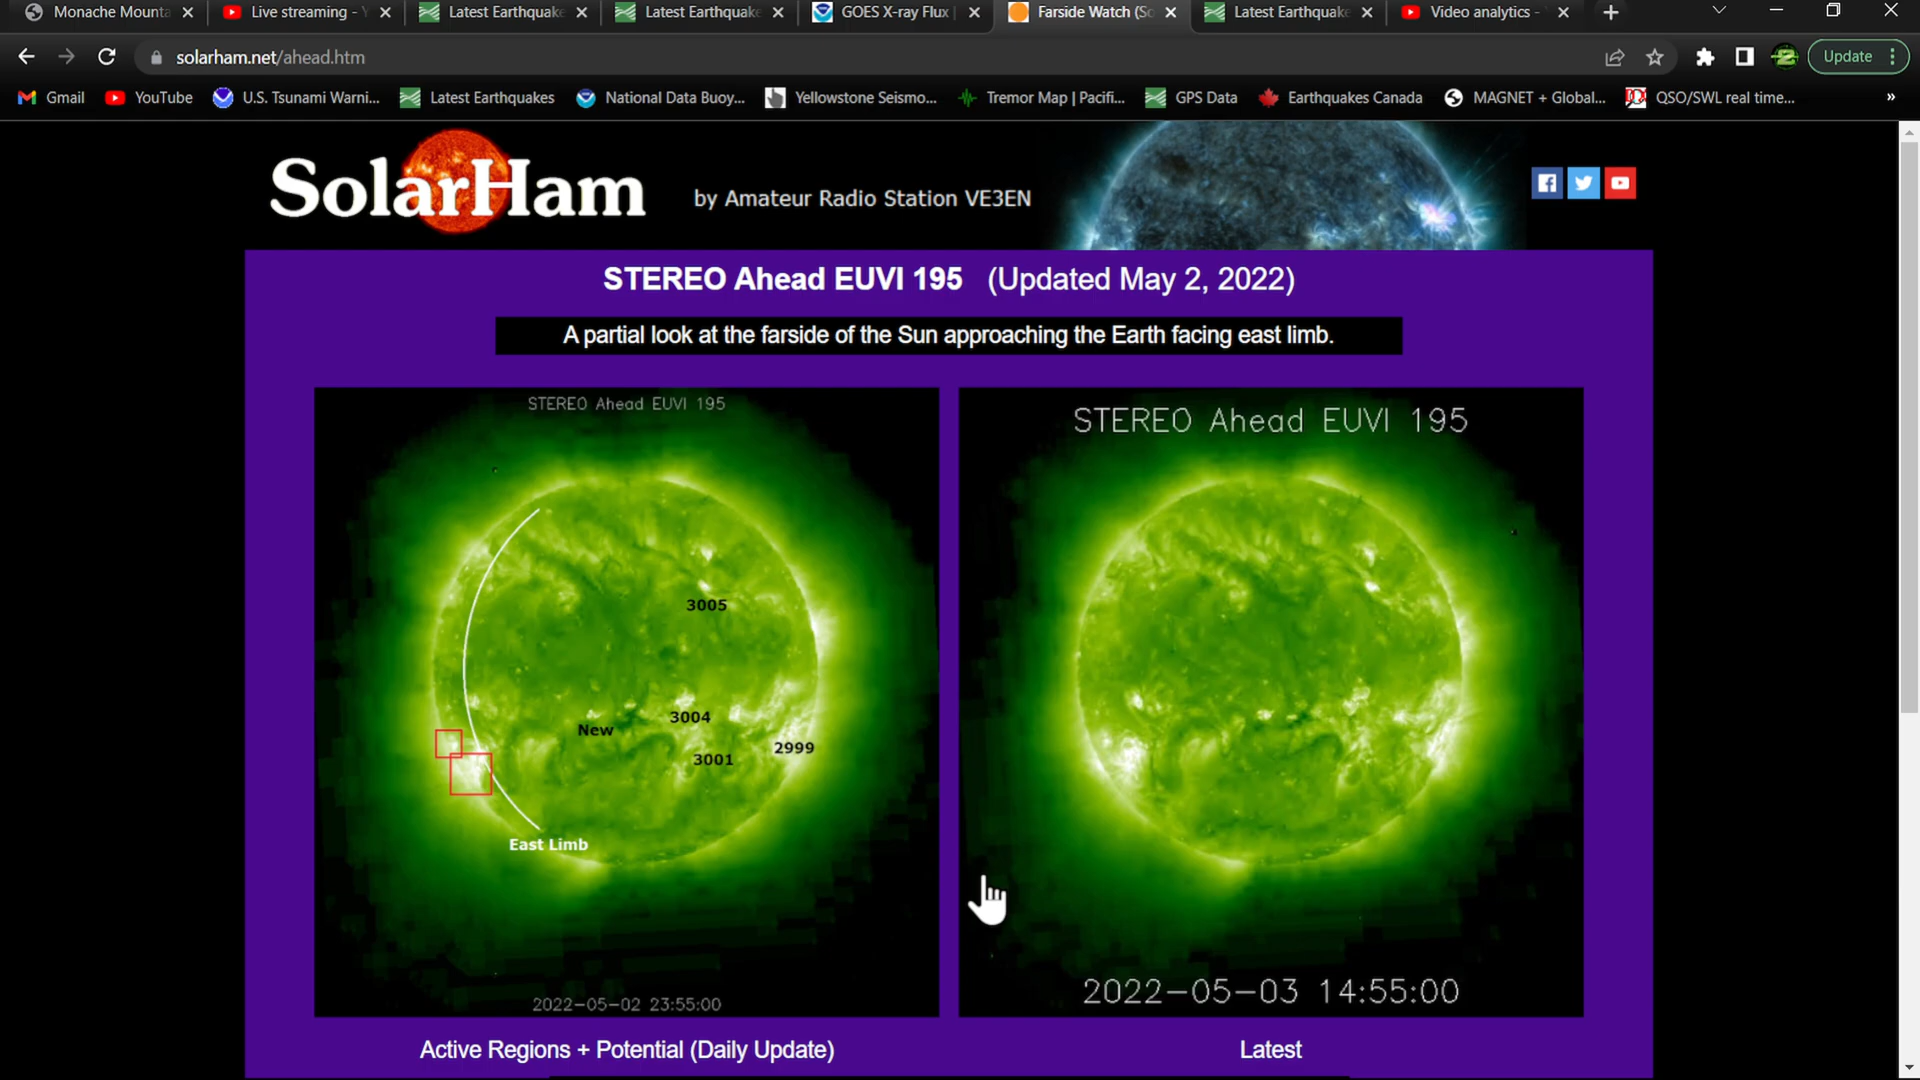 Monache Mounta
Live streaming - Y
Latest Earthquake
Latest Earthquake
GOES X-ray Flux |
Farside Watch (So
Latest Earthquake
Video analytics -
solarham.net/ahead.htm
Update
Gmail
YouTube
U.S. Tsunami Warni...
Latest Earthquakes
National Data Buoy...
Yellowstone Seismo...
Tremor Map | Pacifi...
GPS Data
Earthquakes Canada
MAGNET + Global...
QSO/SWL real time...
»
SolarHam
by Amateur Radio Station VE3EN
STEREO Ahead EUVI 195 (Updated May 2, 2022)
A partial look at the farside of the Sun approaching the Earth facing east limb.
STEREO Ahead EUVI 195
3005
New
3004
3001
2999
East Limb
2022-05-02 23:55:00
STEREO Ahead EUVI 195
2022-05-03 14:55:00
Active Regions + Potential (Daily Update)
Latest